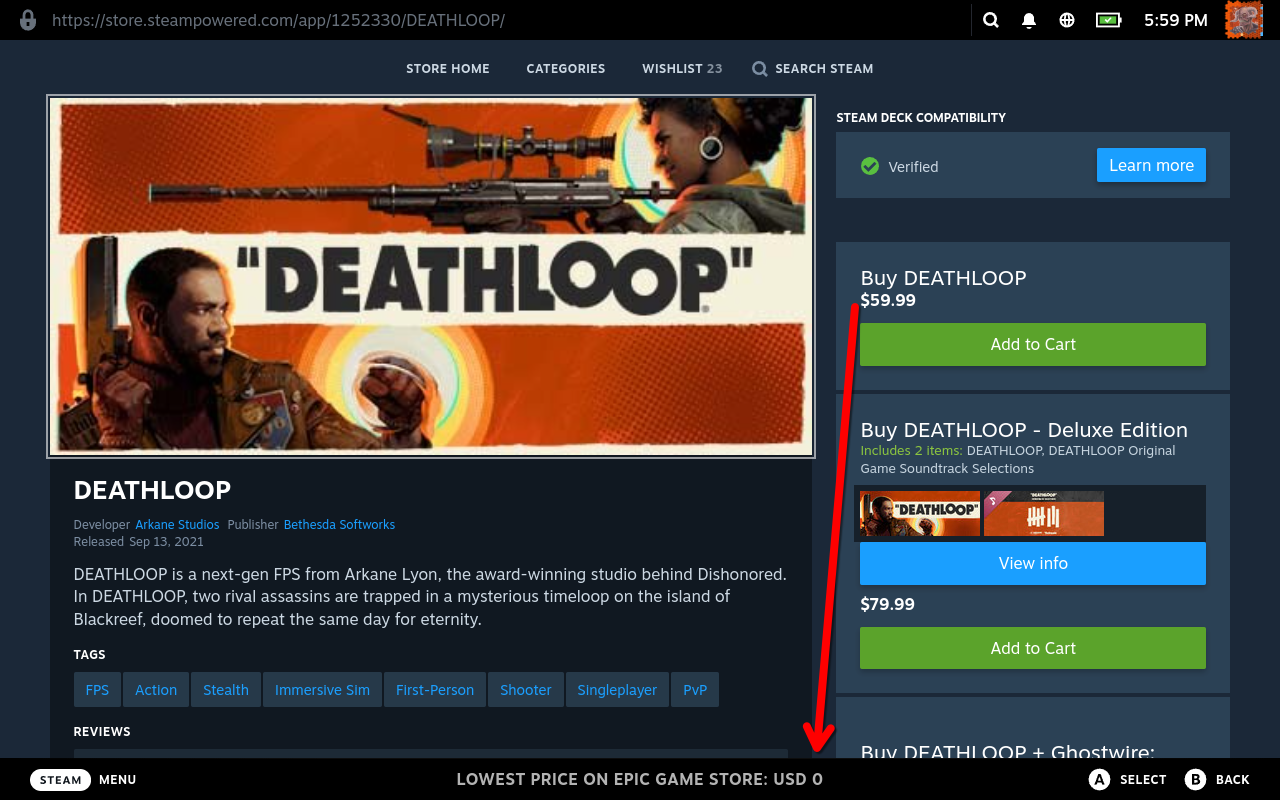 https://store.steampowered.com/app/1252330/DEATHLOOP/
5:59 PM
STORE HOME
CATEGORIES
WISHLIST 23
SEARCH STEAM
"DEATHLOOP"
DEATHLOOP
Developer Arkane Studios Publisher Bethesda Softworks
Released Sep 13, 2021
DEATHLOOP is a next-gen FPS from Arkane Lyon, the award-winning studio behind Dishonored.
In DEATHLOOP, two rival assassins are trapped in a mysterious timeloop on the island of
Blackreef, doomed to repeat the same day for eternity.
TAGS
FPS
Action
Stealth
Immersive Sim
First-Person
Shooter
Singleplayer
PvP
REVIEWS
STEAM DECK COMPATIBILITY
Verified
Learn more
Buy DEATHLOOP
$59.99
Add to Cart
Buy DEATHLOOP - Deluxe Edition
Includes 2 items: DEATHLOOP, DEATHLOOP Original
Game Soundtrack Selections
"DEATHLOOP"
"DEATHLOOP"
View info
$79.99
Add to Cart
Buy DEATHLOOP + Ghostwire:
STEAM MENU
LOWEST PRICE ON EPIC GAME STORE: USD 0
A SELECT
B BACK